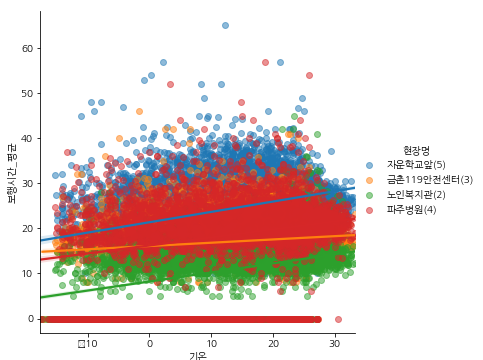 60
50
40
30
20
10
0
보행시간_평균
10
0
10
20
30
기온
현장명
자운학교앞(5)
금촌119안전센터(3)
노인복지관(2)
파주병원(4)